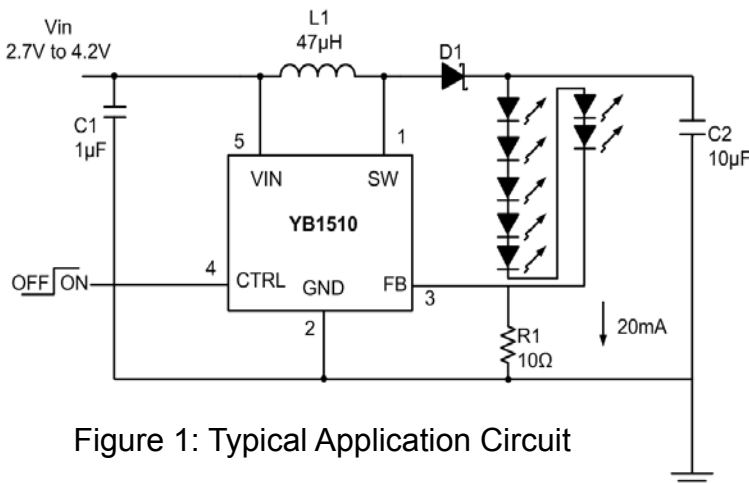 Vin
2.7V to 4.2V
L1
47µH
D1
C1
1µF
5
1
VIN
SW
C2
10µF
YB1510
OFF ON
4
CTRL
GND
FB
3
2
R1
10Ω
20mA
Figure 1: Typical Application Circuit